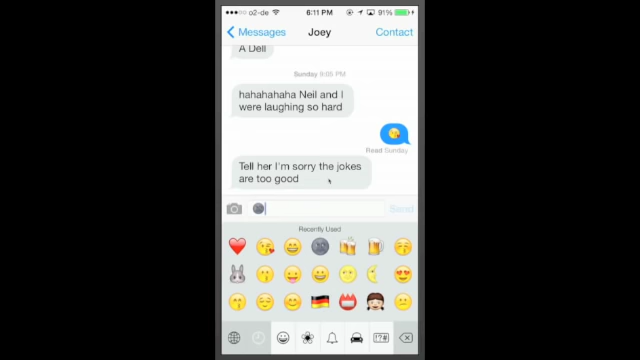 o2-de 6:11 PM 91%
Messages Joey Contact
A Dell
Sunday 9:05 PM
hahahahaha Neil and I
were laughing so hard
Read Sunday
Tell her I'm sorry the jokes
are too good
Send
Recently Used
!?#